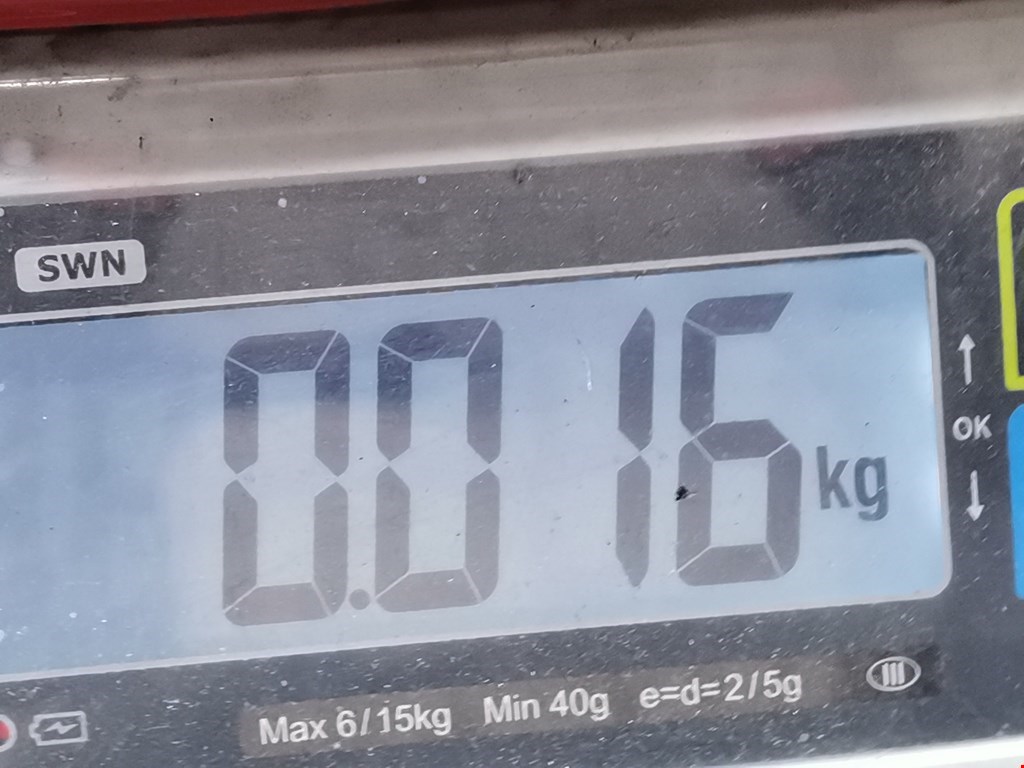 SWN
0.016 kg
OK
Max 6/15kg Min 40g e=d=2/5g
III